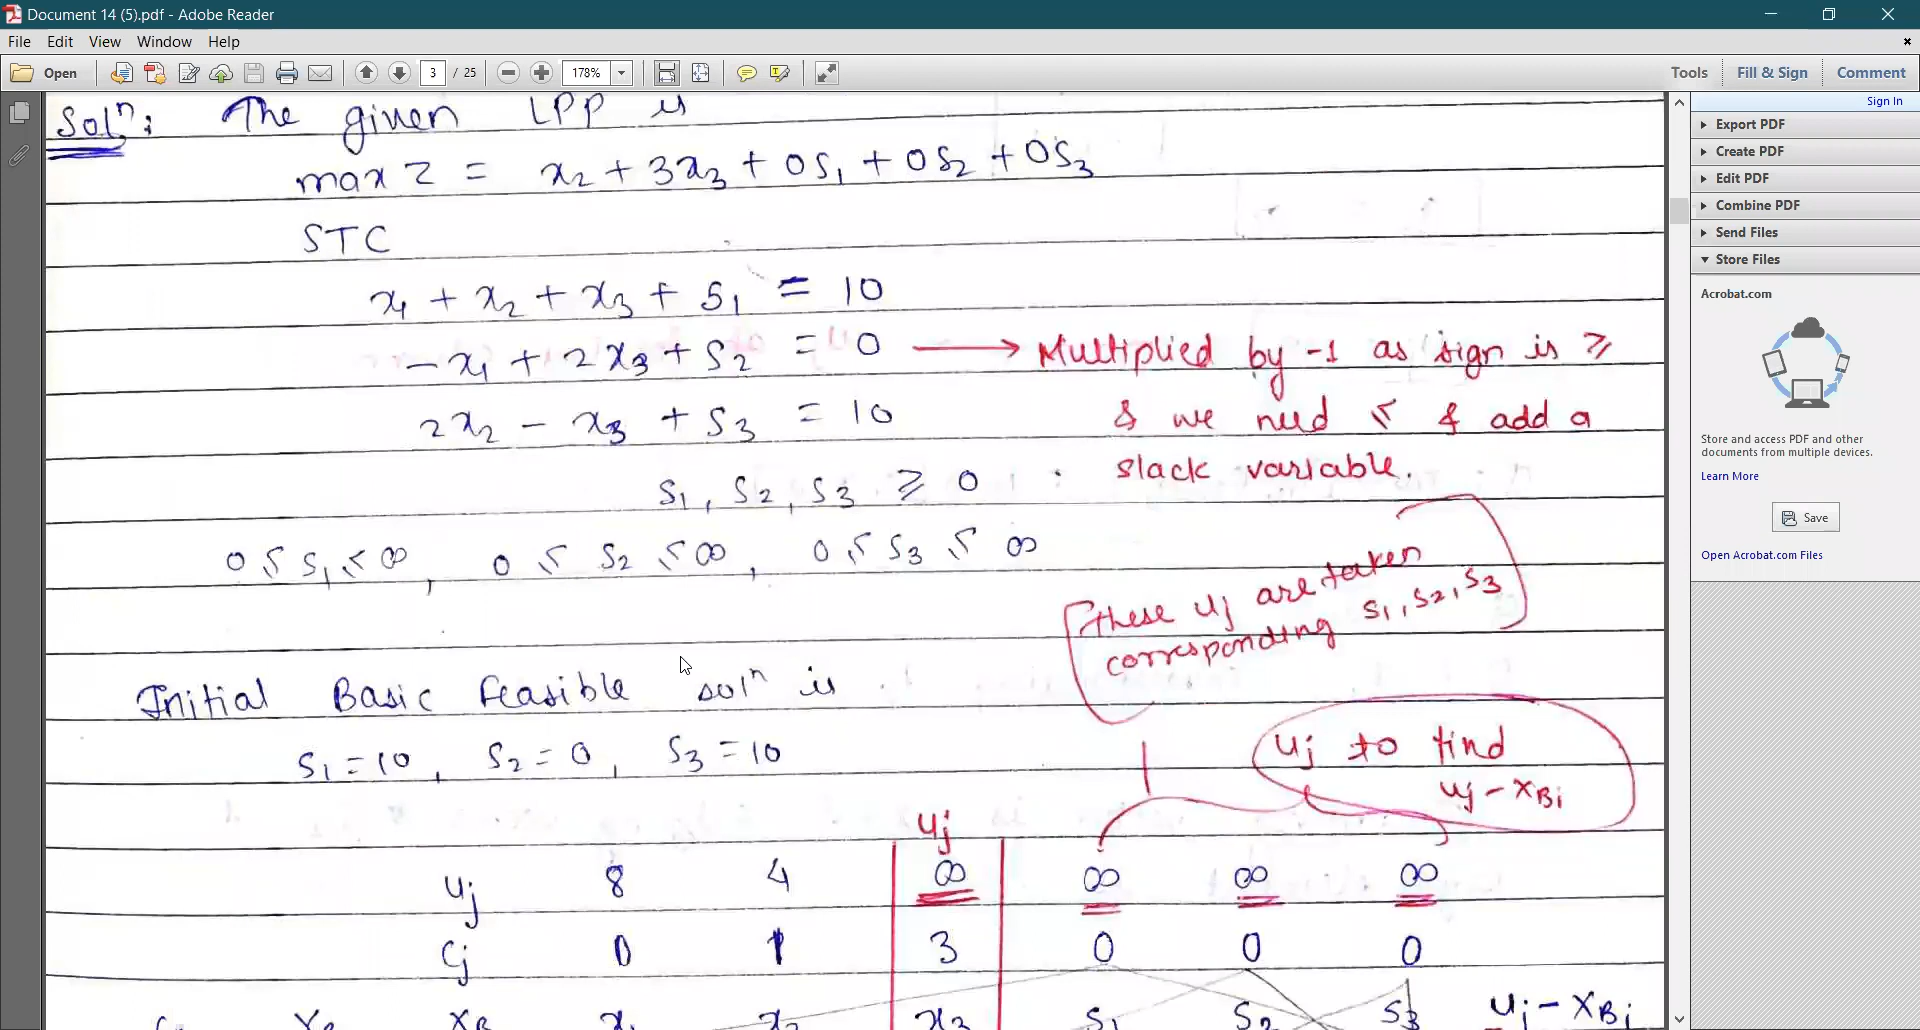 Document 14 (5).pdf - Adobe Reader
File Edit View Window Help
Open 3 / 25 178% Tools Fill & Sign Comment
Sign In
Export PDF
Create PDF
Edit PDF
Combine PDF
Send Files
Store Files
Acrobat.com
Store and access PDF and other
documents from multiple devices.
Learn More
Save
Open Acrobat.com Files
Solⁿ: The given LPP is
max Z = x₂ + 3x₃ + 0S₁ + 0S₂ + 0S₃
STC
x₁ + x₂ + x₃ + S₁ = 10
-x₁ + 2x₃ + S₂ = 0 → Multiplied by -1 as sign is ≥
2x₂ - x₃ + S₃ = 10 & we need ≤ & add a
slack variable.
S₁, S₂, S₃ ≥ 0
0 ≤ S₁ ≤ ∞, 0 ≤ S₂ ≤ ∞, 0 ≤ S₃ ≤ ∞
these uj are taken
corresponding S₁, S₂, S₃
Initial Basic Feasible solⁿ is
S₁ = 10, S₂ = 0, S₃ = 10
uj to find
uj - XBi
uj
uj 8 4 ∞ ∞ ∞ ∞
Cj 0 1 3 0 0 0
XB x₁ x₂ x₃ S₁ S₂ S₃ uj - XBi